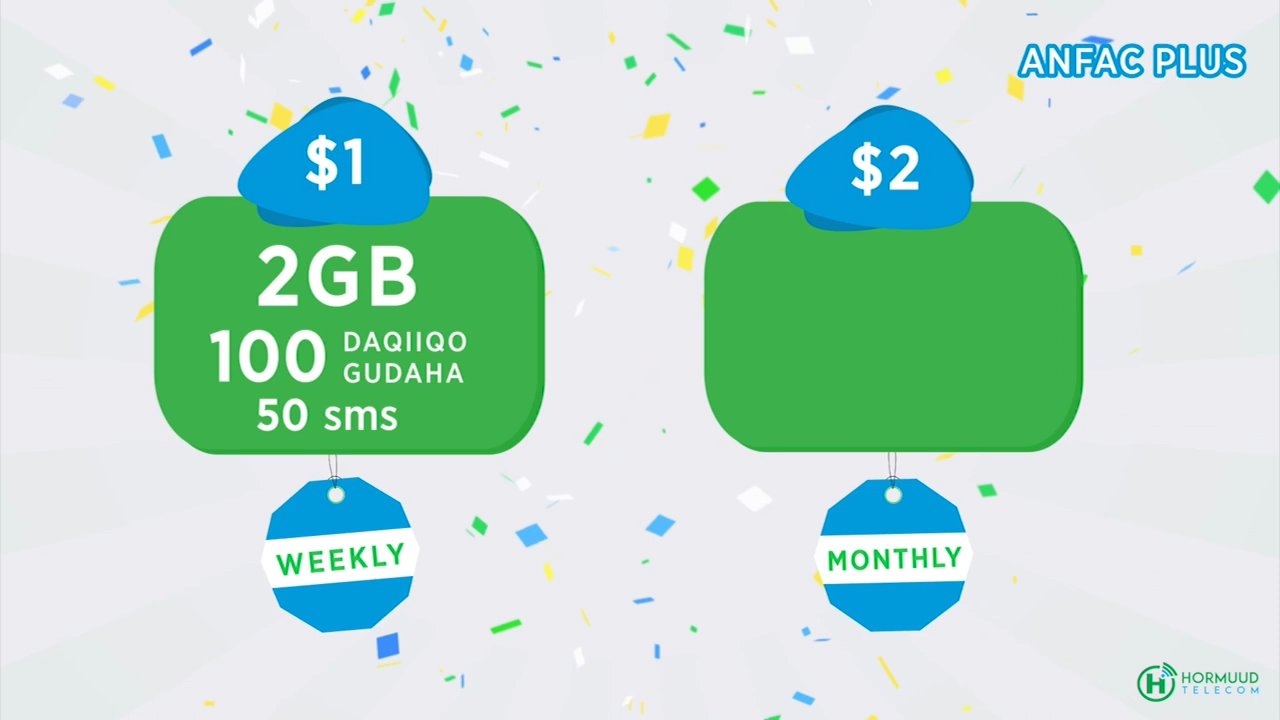 ANFAC PLUS
$1
2GB
100 DAQIIQO
GUDAHA
50 sms
WEEKLY
$2
MONTHLY
HORMUUD
TELECOM